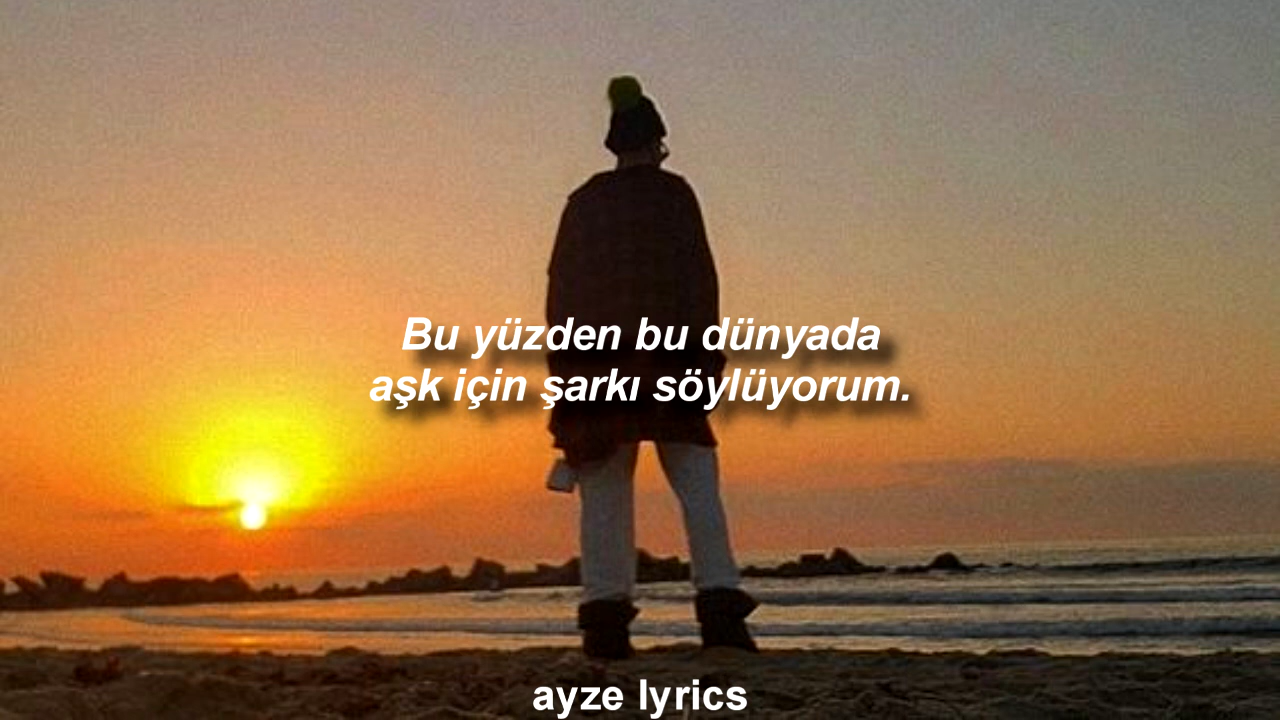 Bu yüzden bu dünyada
aşk için şarkı söylüyorum.
ayze lyrics